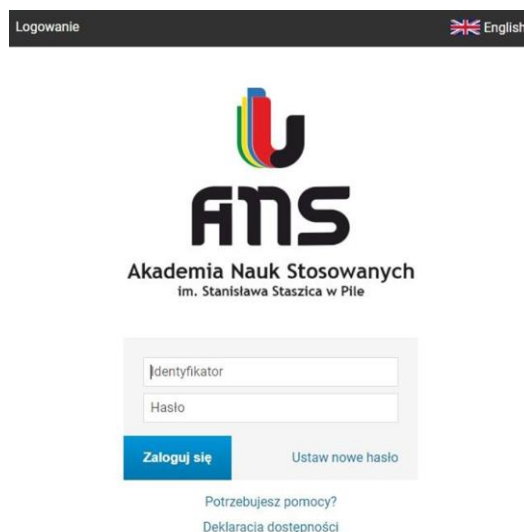 Logowanie English
ANS
Akademia Nauk Stosowanych
im. Stanisława Staszica w Pile
Identyfikator
Hasło
Zaloguj się Ustaw nowe hasło
Potrzebujesz pomocy?
Deklaracja dostępności